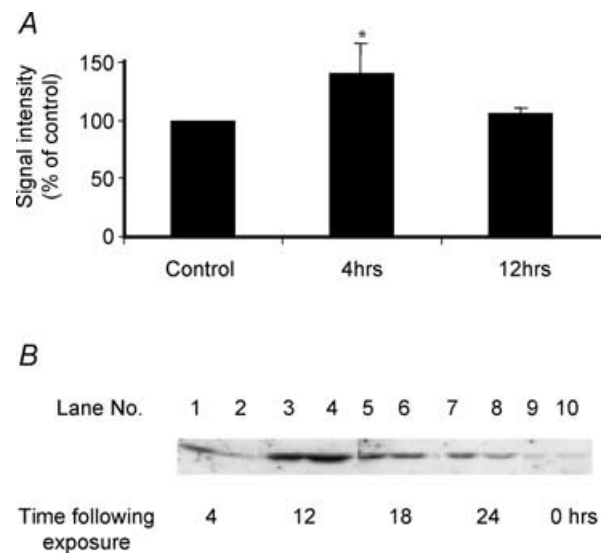 A
Signal intensity
(% of control)
150
100
50
0
*
Control 4hrs 12hrs
B
Lane No. 1 2 3 4 5 6 7 8 9 10
Time following
exposure
4 12 18 24 0 hrs